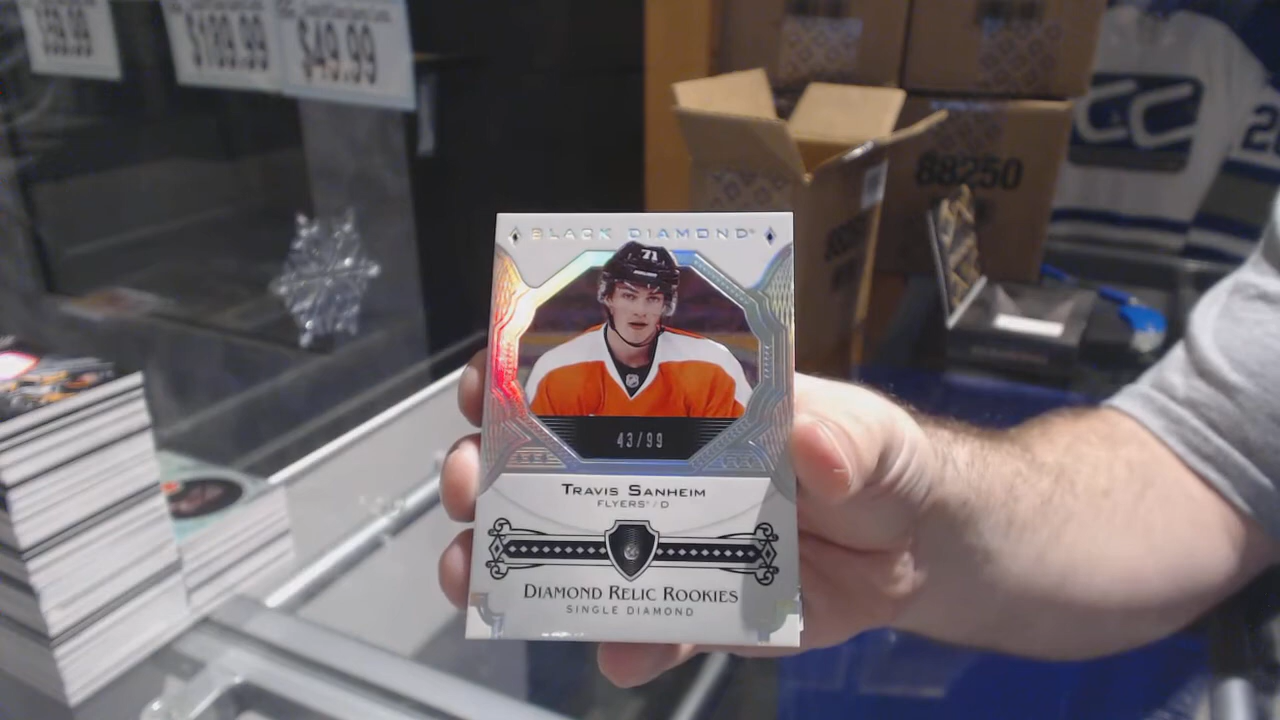 $189.99
$49.99
88250
BLACK DIAMOND
71
43/99
TRAVIS SANHEIM
FLYERS® / D
DIAMOND RELIC ROOKIES
SINGLE DIAMOND